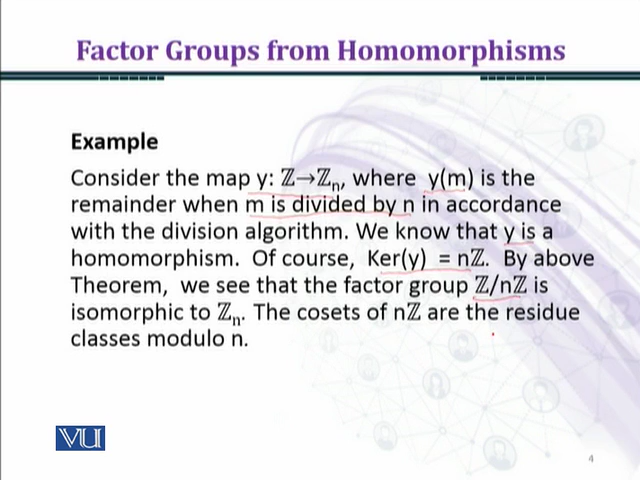 Factor Groups from Homomorphisms
Example
Consider the map y: ℤ→ℤₙ, where y(m) is the
remainder when m is divided by n in accordance
with the division algorithm. We know that y is a
homomorphism. Of course, Ker(y) = nℤ. By above
Theorem, we see that the factor group ℤ/nℤ is
isomorphic to ℤₙ. The cosets of nℤ are the residue
classes modulo n.
VU
4